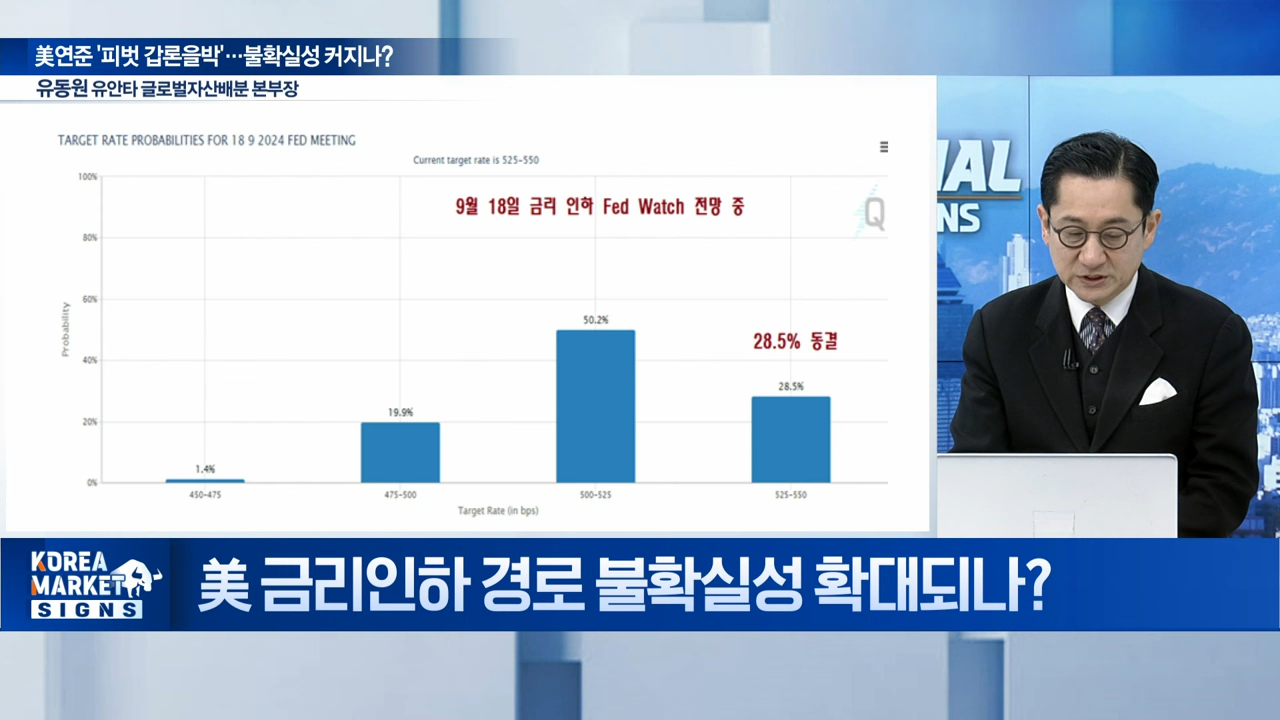 美연준 '피벗 갑론을박'…불확실성 커지나?
유동원 유안타 글로벌자산배분 본부장
TARGET RATE PROBABILITIES FOR 18 9 2024 FED MEETING
Current target rate is 525-550
9월 18일 금리 인하 Fed Watch 전망 중
Q
28.5% 동결
Probability
100%
80%
60%
40%
20%
0%
1.4%
19.9%
50.2%
28.5%
450-475
475-500
500-525
525-550
Target Rate (in bps)
NAL
NS
KOREA
MARKET
SIGNS
美 금리인하 경로 불확실성 확대되나?